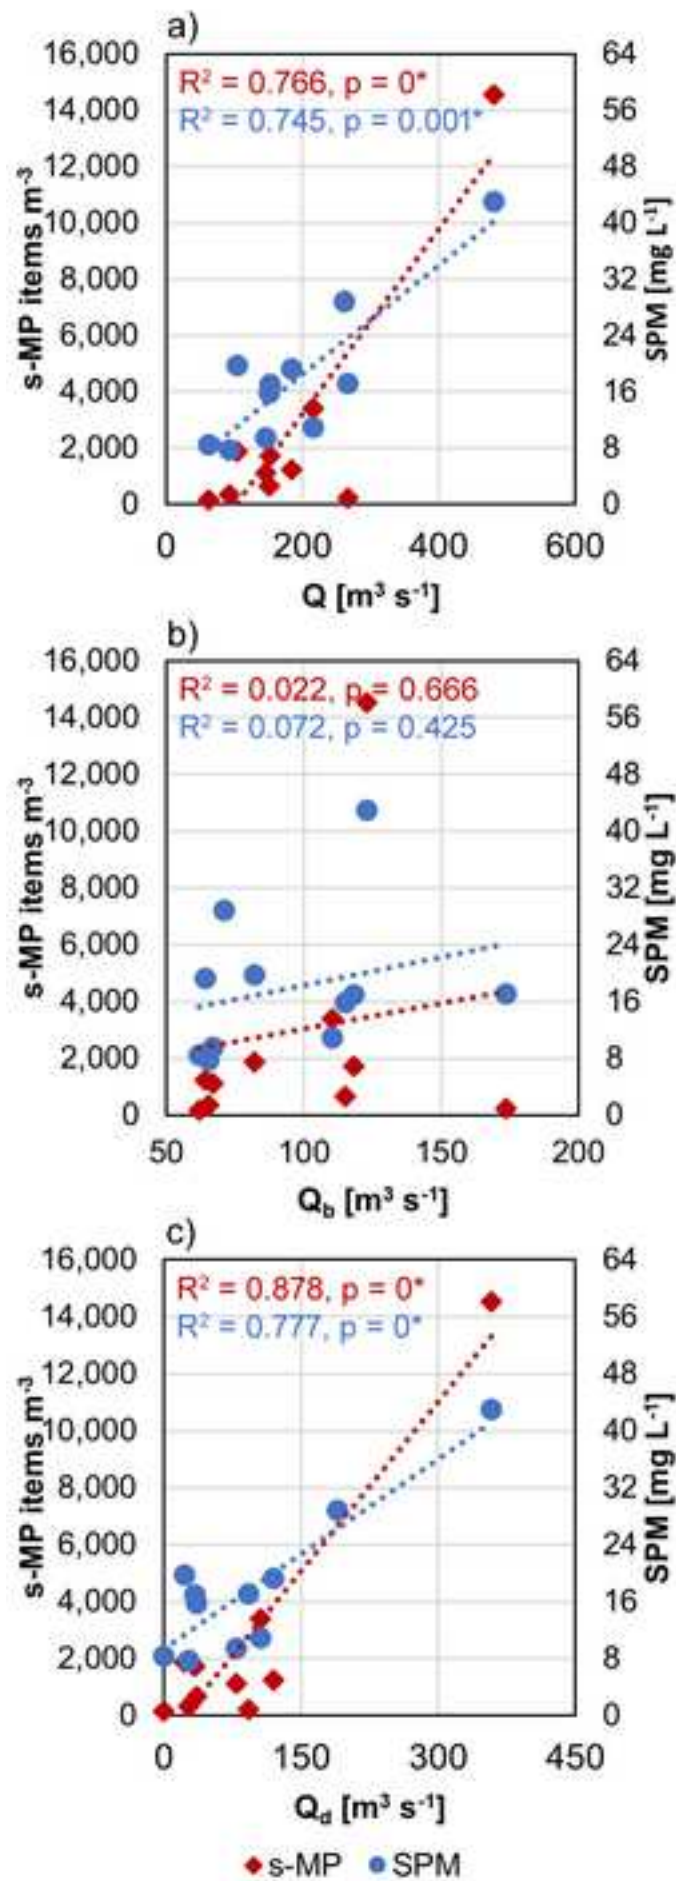 a)
R² = 0.766, p = 0*
R² = 0.745, p = 0.001*
16,000
14,000
12,000
10,000
8,000
6,000
4,000
2,000
0
s-MP items m⁻³
64
56
48
40
32
24
16
8
0
SPM [mg L⁻¹]
0 200 400 600
Q [m³ s⁻¹]
b)
R² = 0.022, p = 0.666
R² = 0.072, p = 0.425
16,000
14,000
12,000
10,000
8,000
6,000
4,000
2,000
0
s-MP items m⁻³
64
56
48
40
32
24
16
8
0
SPM [mg L⁻¹]
50 100 150 200
Q_b [m³ s⁻¹]
c)
R² = 0.878, p = 0*
R² = 0.777, p = 0*
16,000
14,000
12,000
10,000
8,000
6,000
4,000
2,000
0
s-MP items m⁻³
64
56
48
40
32
24
16
8
0
SPM [mg L⁻¹]
0 150 300 450
Q_d [m³ s⁻¹]
s-MP SPM